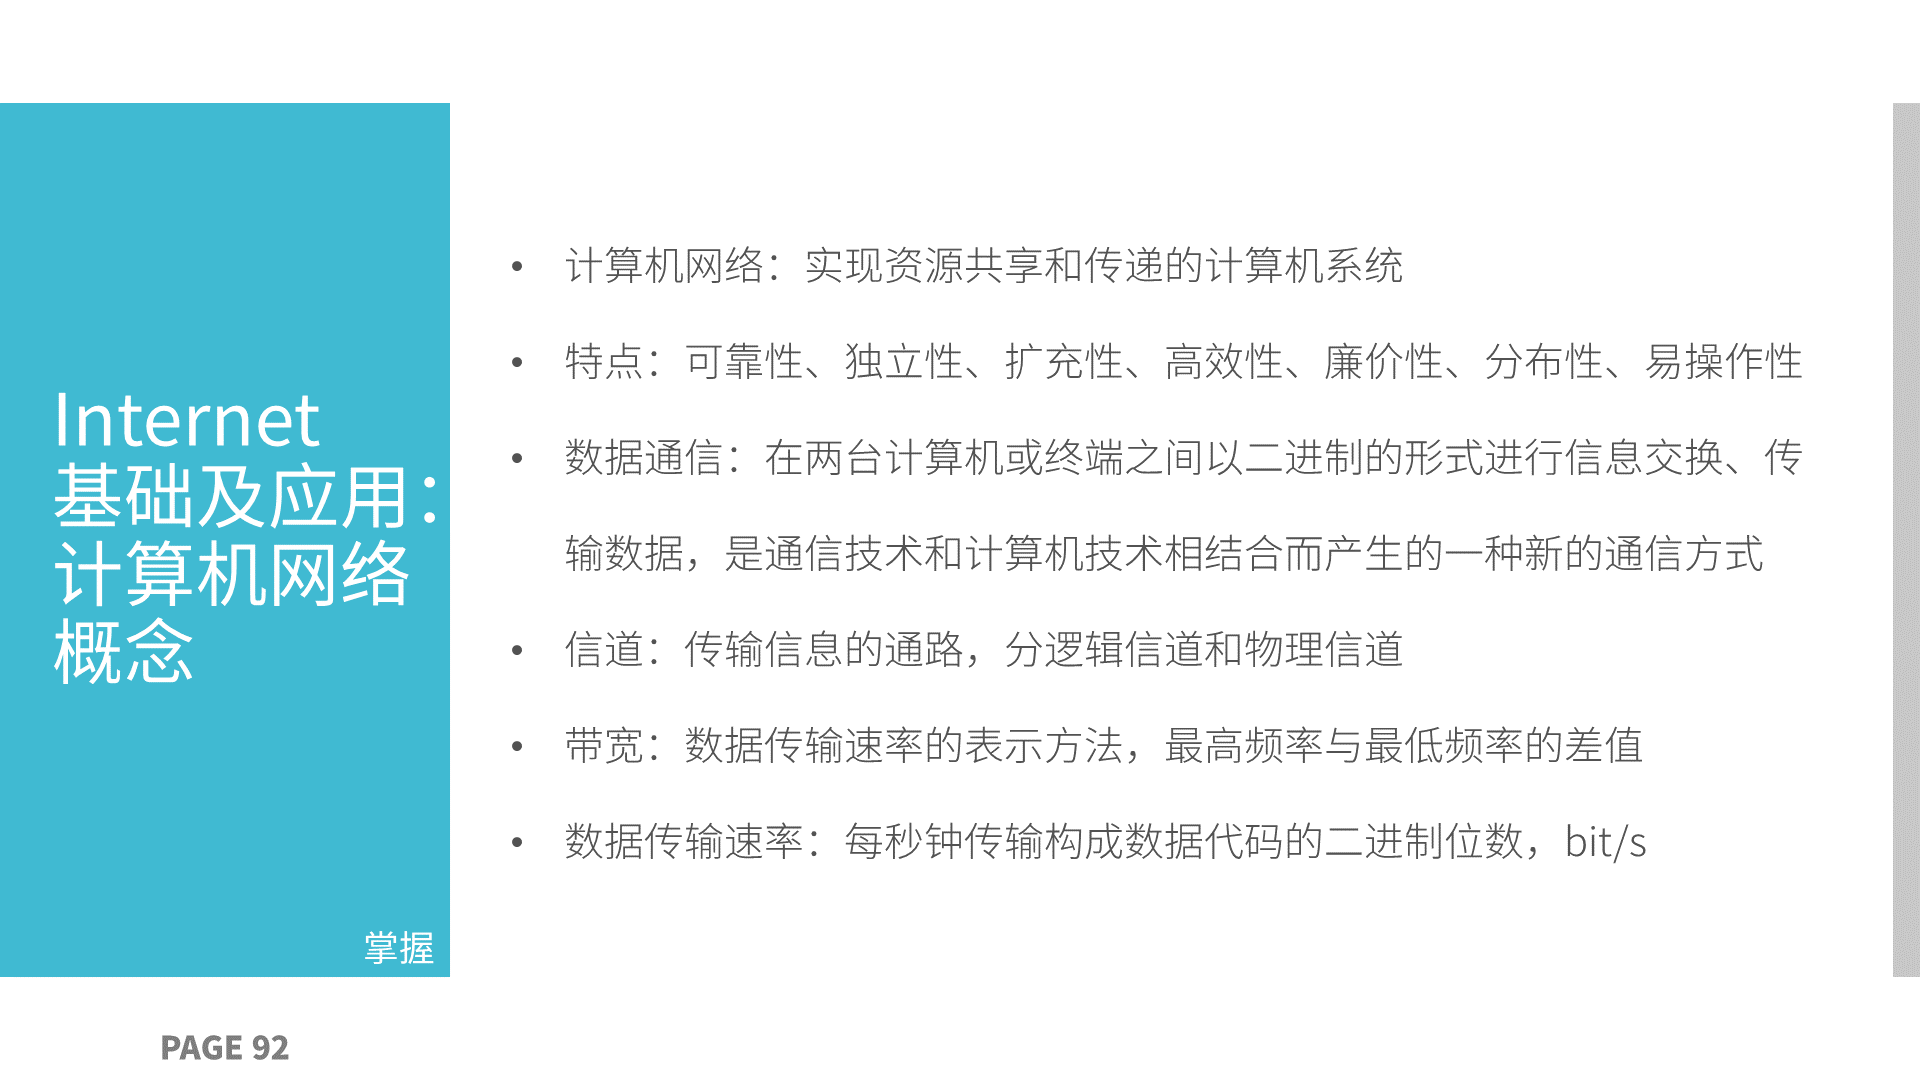 Internet
基础及应用：
计算机网络
概念
掌握
• 计算机网络：实现资源共享和传递的计算机系统
• 特点：可靠性、独立性、扩充性、高效性、廉价性、分布性、易操作性
• 数据通信：在两台计算机或终端之间以二进制的形式进行信息交换、传
输数据，是通信技术和计算机技术相结合而产生的一种新的通信方式
• 信道：传输信息的通路，分逻辑信道和物理信道
• 带宽：数据传输速率的表示方法，最高频率与最低频率的差值
• 数据传输速率：每秒钟传输构成数据代码的二进制位数，bit/s
PAGE 92